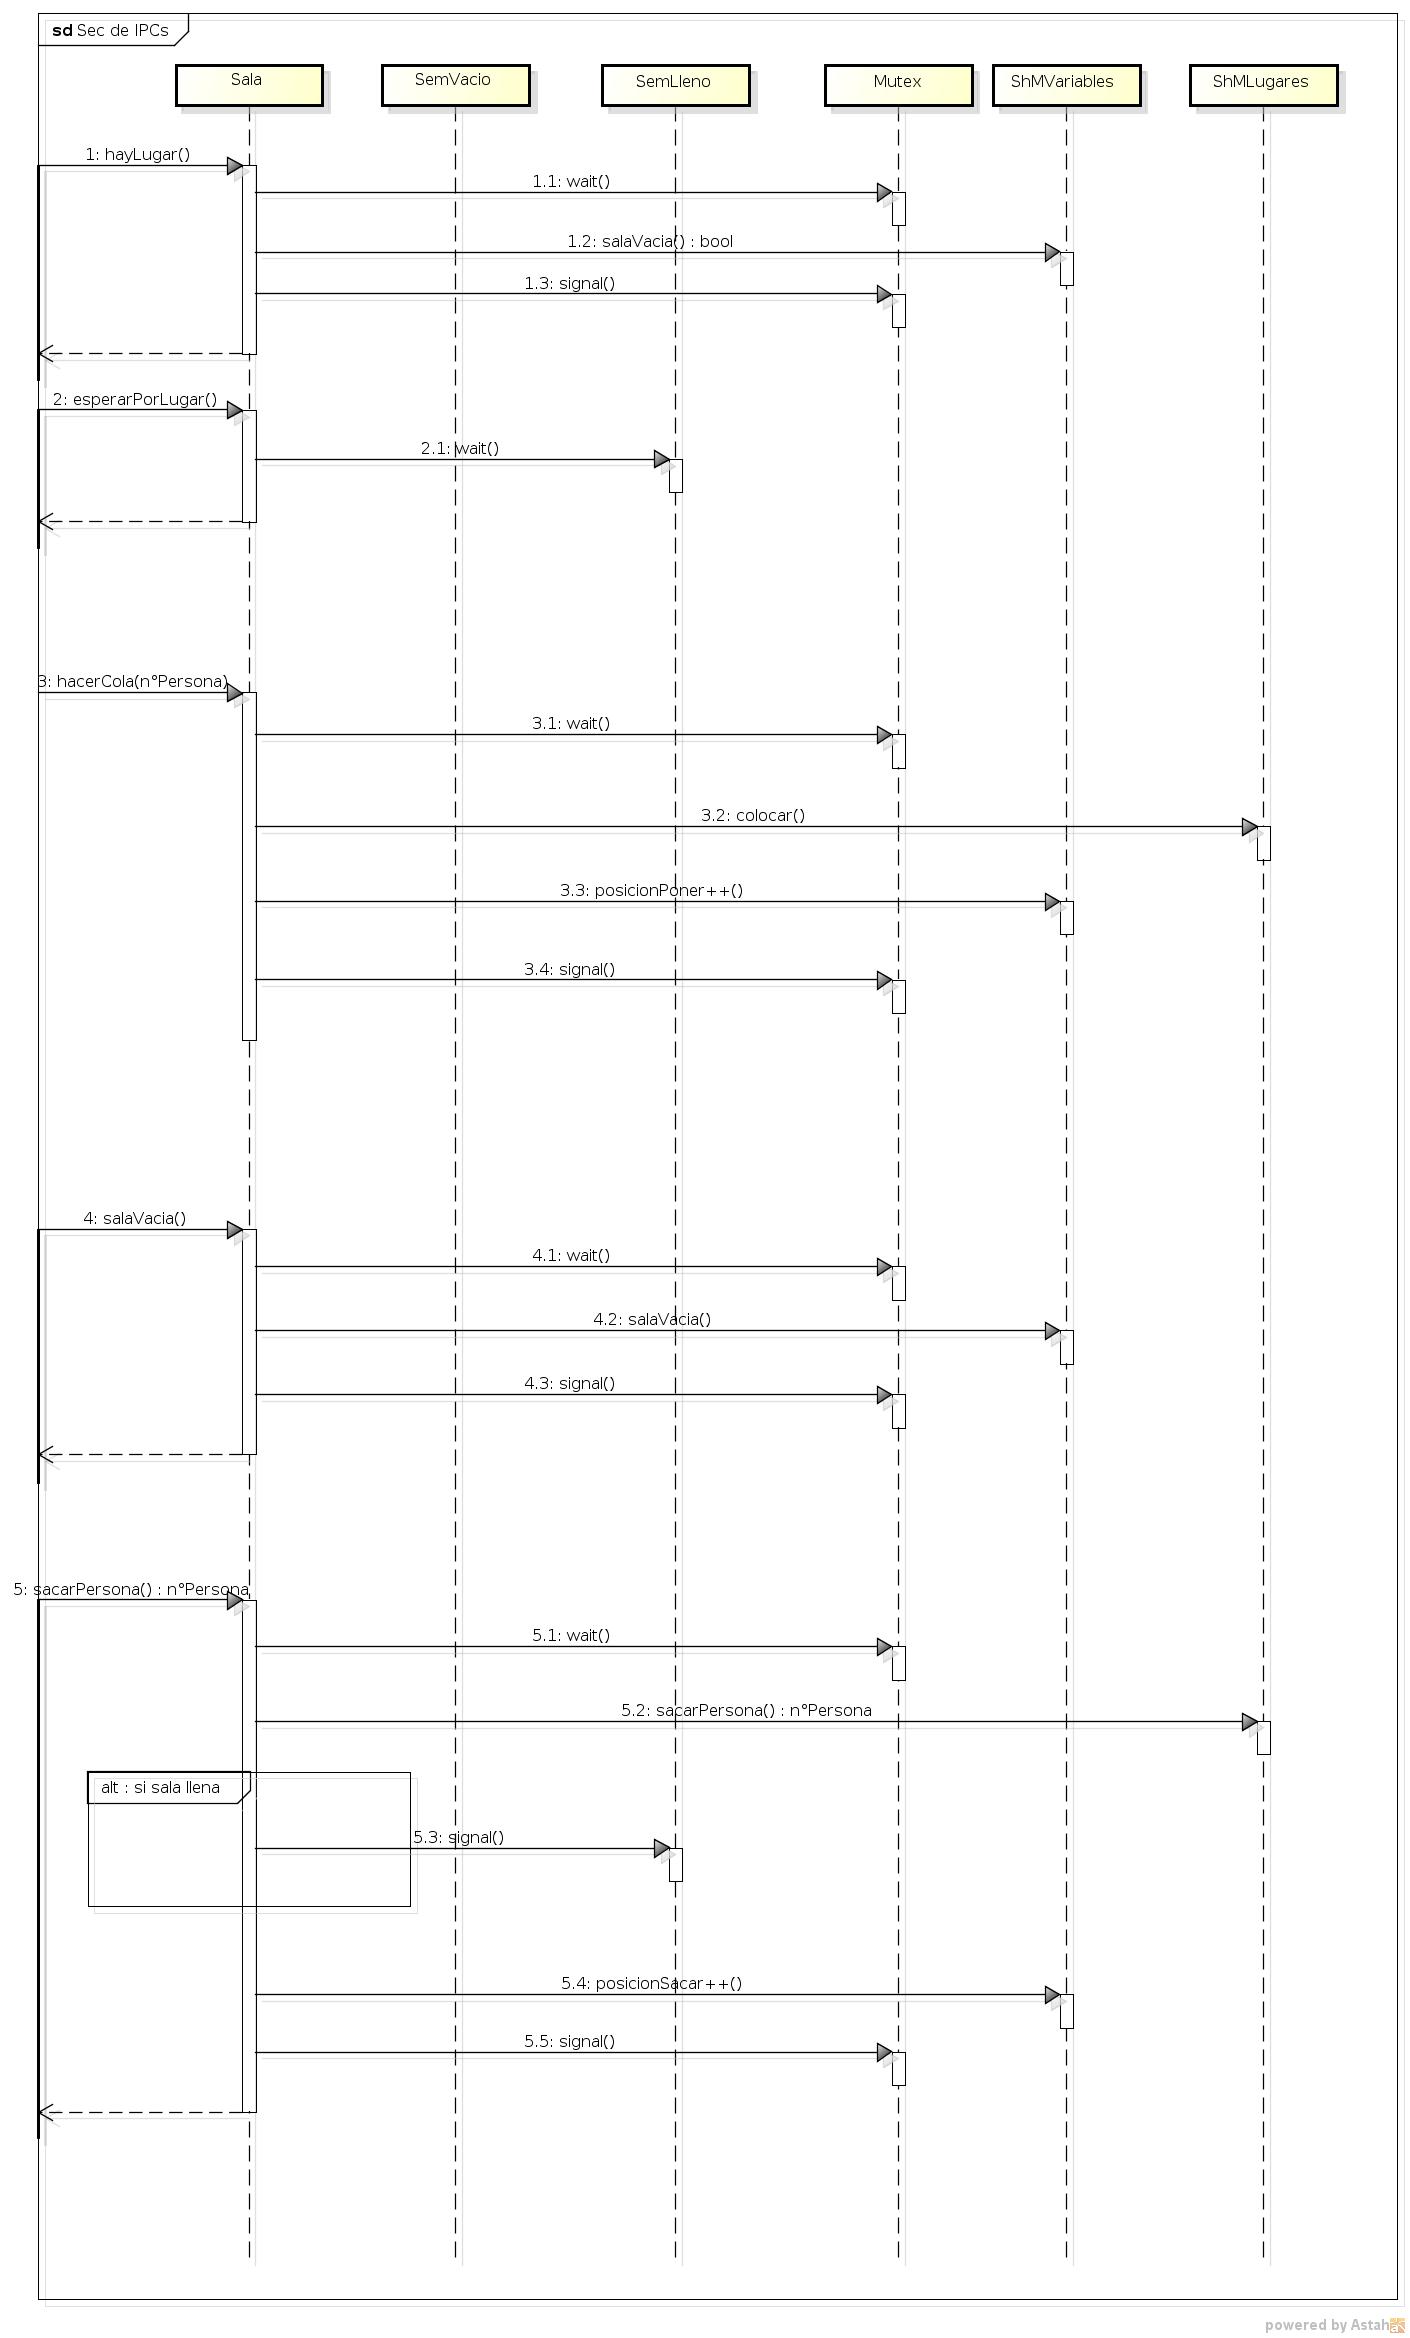 sd Sec de IPCs
Sala
SemVacio
SemLleno
Mutex
ShMVariables
ShMLugares
1: hayLugar()
1.1: wait()
1.2: salaVacia() : bool
1.3: signal()
2: esperarPorLugar()
2.1: wait()
3: hacerCola(n°Persona)
3.1: wait()
3.2: colocar()
3.3: posicionPoner++()
3.4: signal()
4: salaVacia()
4.1: wait()
4.2: salaVacia()
4.3: signal()
5: sacarPersona() : n°Persona
5.1: wait()
5.2: sacarPersona() : n°Persona
alt : si sala llena
5.3: signal()
5.4: posicionSacar++()
5.5: signal()
powered by Astah